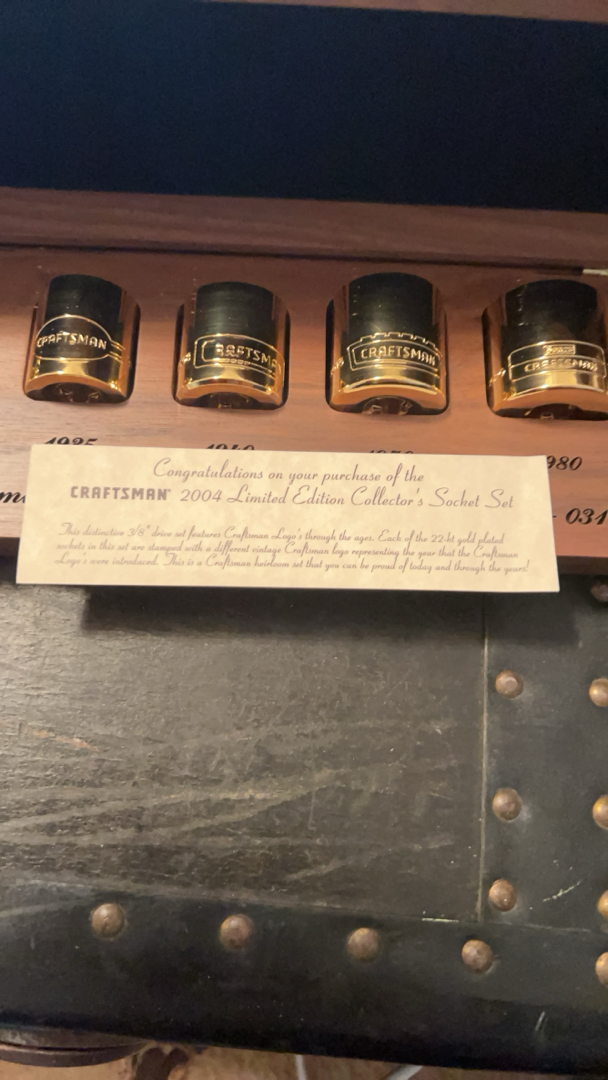 CRAFTSMAN
CRAFTSMAN
CRAFTSMAN
CRAFTSMAN
980
031
Congratulations on your purchase of the
CRAFTSMAN 2004 Limited Edition Collector's Socket Set
This distinctive 3/8" drive set features Craftsman Logo's through the ages. Each of the 22-kt gold plated
sockets in this set are stamped with a different vintage Craftsman logo representing the year that the Craftsman
Logo's were introduced. This is a Craftsman heirloom set that you can be proud of today and through the years!